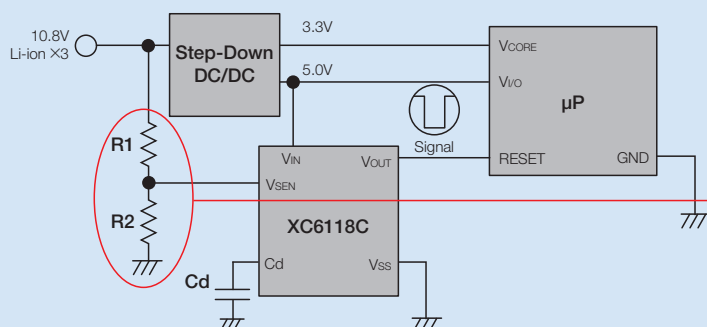 10.8V
Li-ion ×3
Step-Down
DC/DC
3.3V
5.0V
VCORE
VI/O
µP
RESET
GND
Signal
R1
R2
VIN
VOUT
VSEN
XC6118C
Cd
VSS
Cd